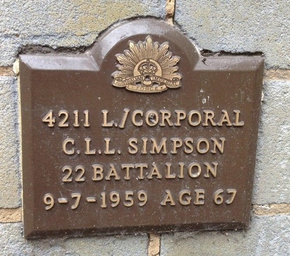 4211 L./CORPORAL
C.L.L. SIMPSON
22 BATTALION
9-7-1959 AGE 67